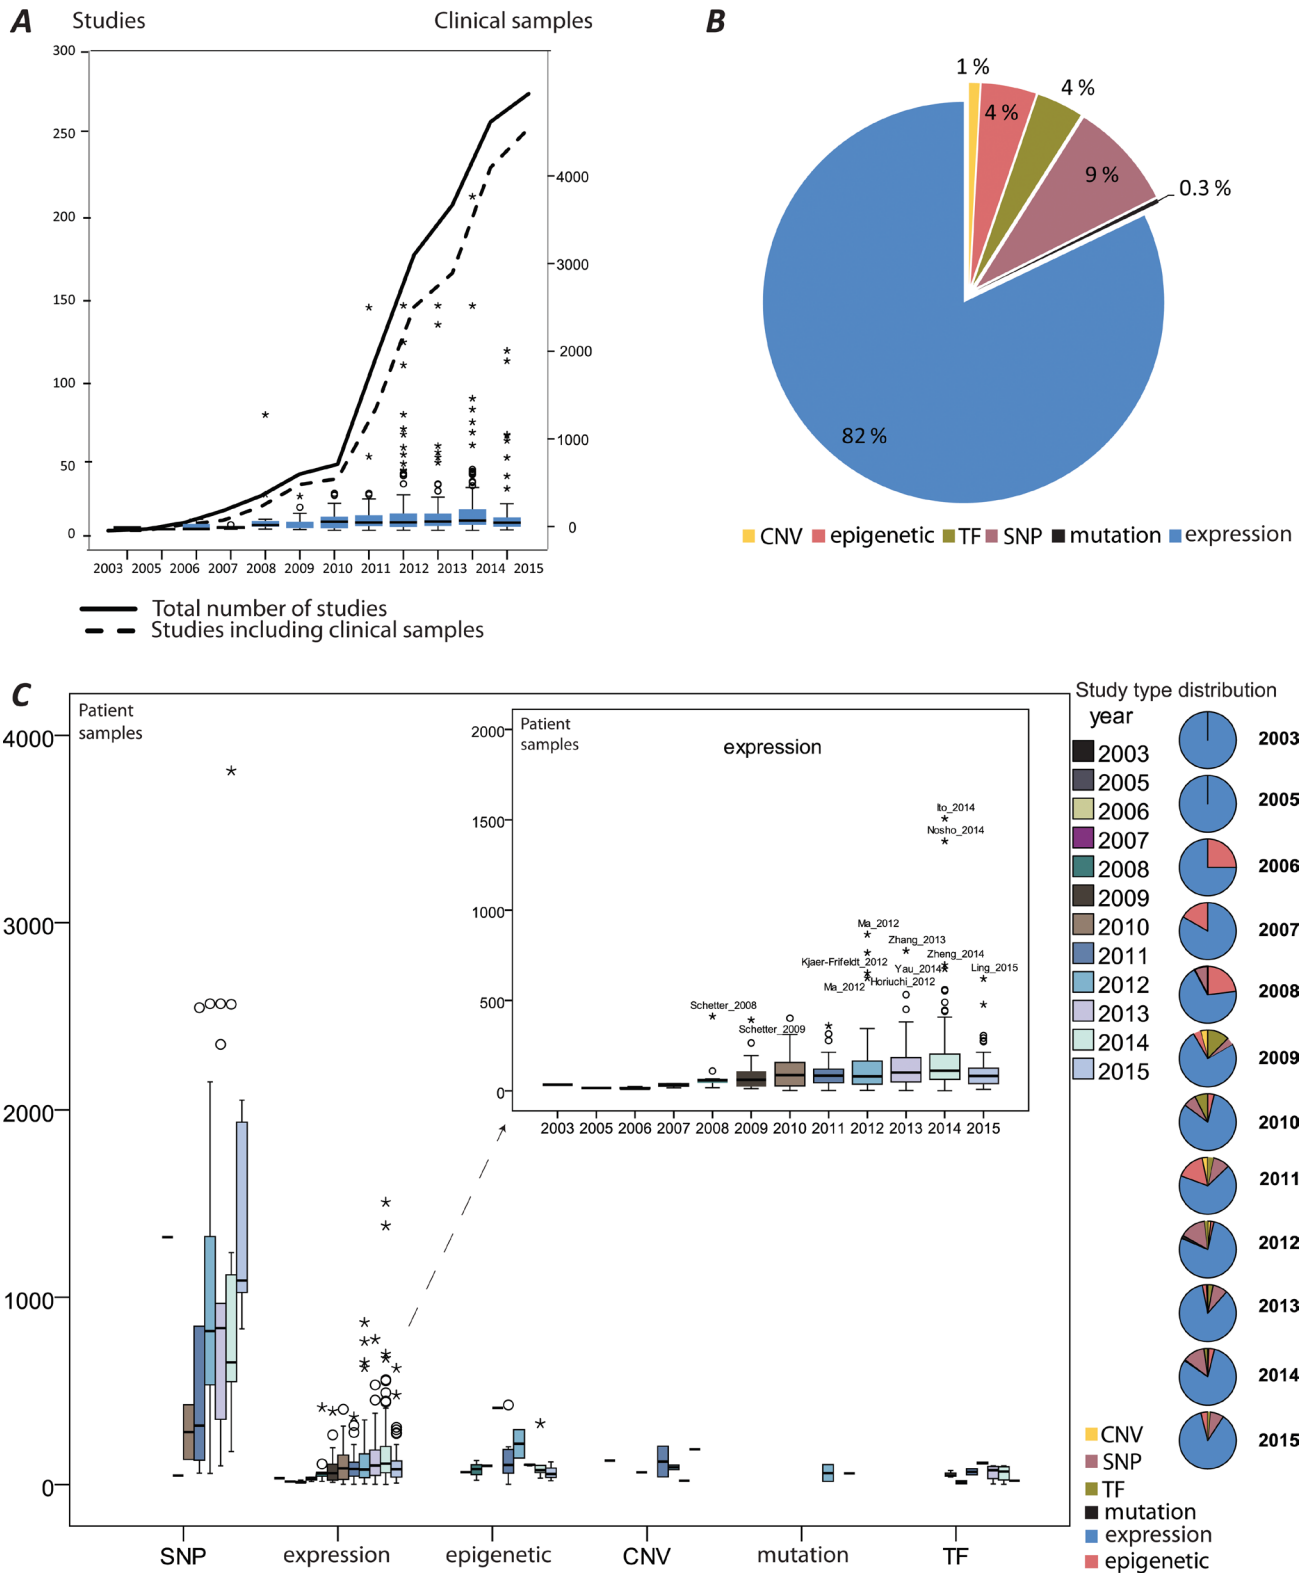 A
Studies
Clinical samples
300
250
200
150
100
50
0
4000
3000
2000
1000
0
2003 2005 2006 2007 2008 2009 2010 2011 2012 2013 2014 2015
Total number of studies
Studies including clinical samples
B
1 %
4 %
4 %
9 %
0.3 %
82 %
CNV epigenetic TF SNP mutation expression
C
Patient
samples
4000
3000
2000
1000
0
SNP expression epigenetic CNV mutation TF
Patient
samples
expression
2000
1500
1000
500
0
Ito_2014
Nosho_2014
Ma_2012
Zhang_2013
Kjaer-Frifeldt_2012
Zheng_2014
Yau_2014
Ling_2015
Ma_2012
Horiuchi_2012
Schetter_2008
Schetter_2009
2003 2005 2006 2007 2008 2009 2010 2011 2012 2013 2014 2015
Study type distribution
year
2003
2005
2006
2007
2008
2009
2010
2011
2012
2013
2014
2015
2003
2005
2006
2007
2008
2009
2010
2011
2012
2013
2014
2015
CNV
SNP
TF
mutation
expression
epigenetic